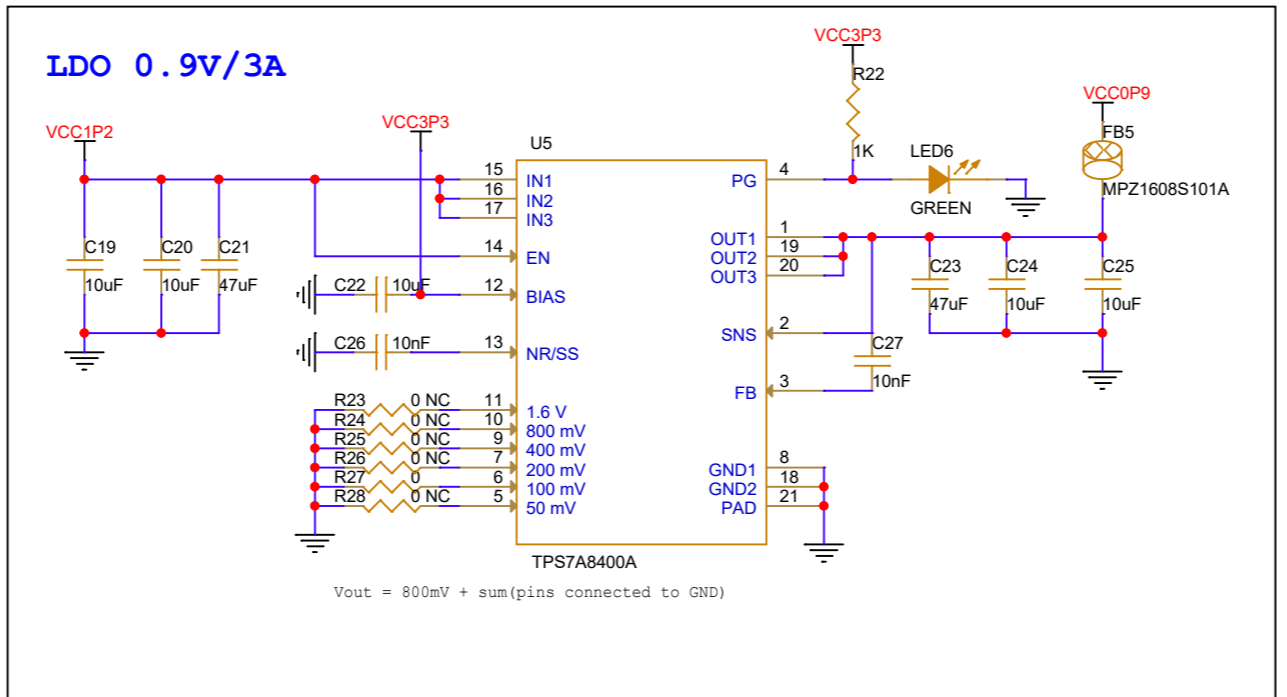 LDO 0.9V/3A
VCC3P3
R22
1K
VCC0P9
FB5
MPZ1608S101A
VCC1P2
VCC3P3
U5
LED6
GREEN
15 IN1
16 IN2
17 IN3
14 EN
12 BIAS
13 NR/SS
11 1.6 V
10 800 mV
9 400 mV
7 200 mV
6 100 mV
5 50 mV
PG 4
OUT1 1
OUT2 19
OUT3 20
SNS 2
FB 3
GND1 8
GND2 18
PAD 21
C19
10uF
C20
10uF
C21
47uF
C22 10uF
C26 10nF
R23 0 NC
R24 0 NC
R25 0 NC
R26 0 NC
R27 0
R28 0 NC
C23
47uF
C24
10uF
C25
10uF
C27
10nF
TPS7A8400A
Vout = 800mV + sum(pins connected to GND)